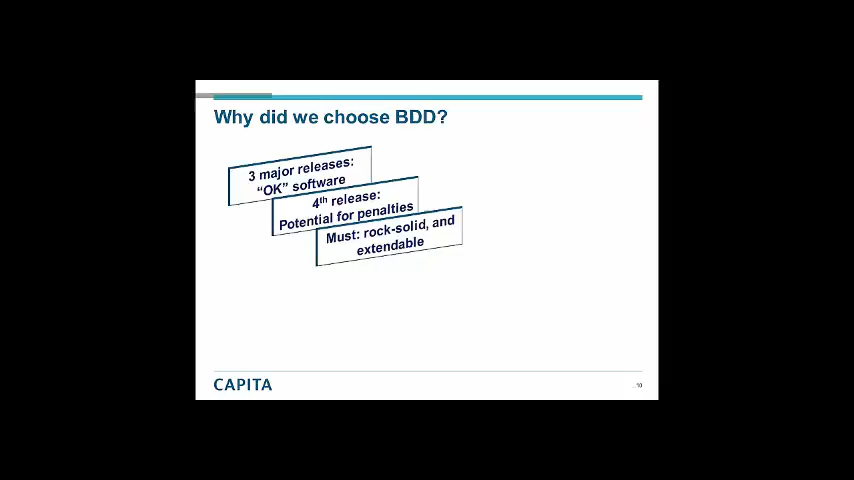 Why did we choose BDD?
3 major releases:
“OK” software
4th release:
Potential for penalties
Must: rock-solid, and
extendable
CAPITA
10